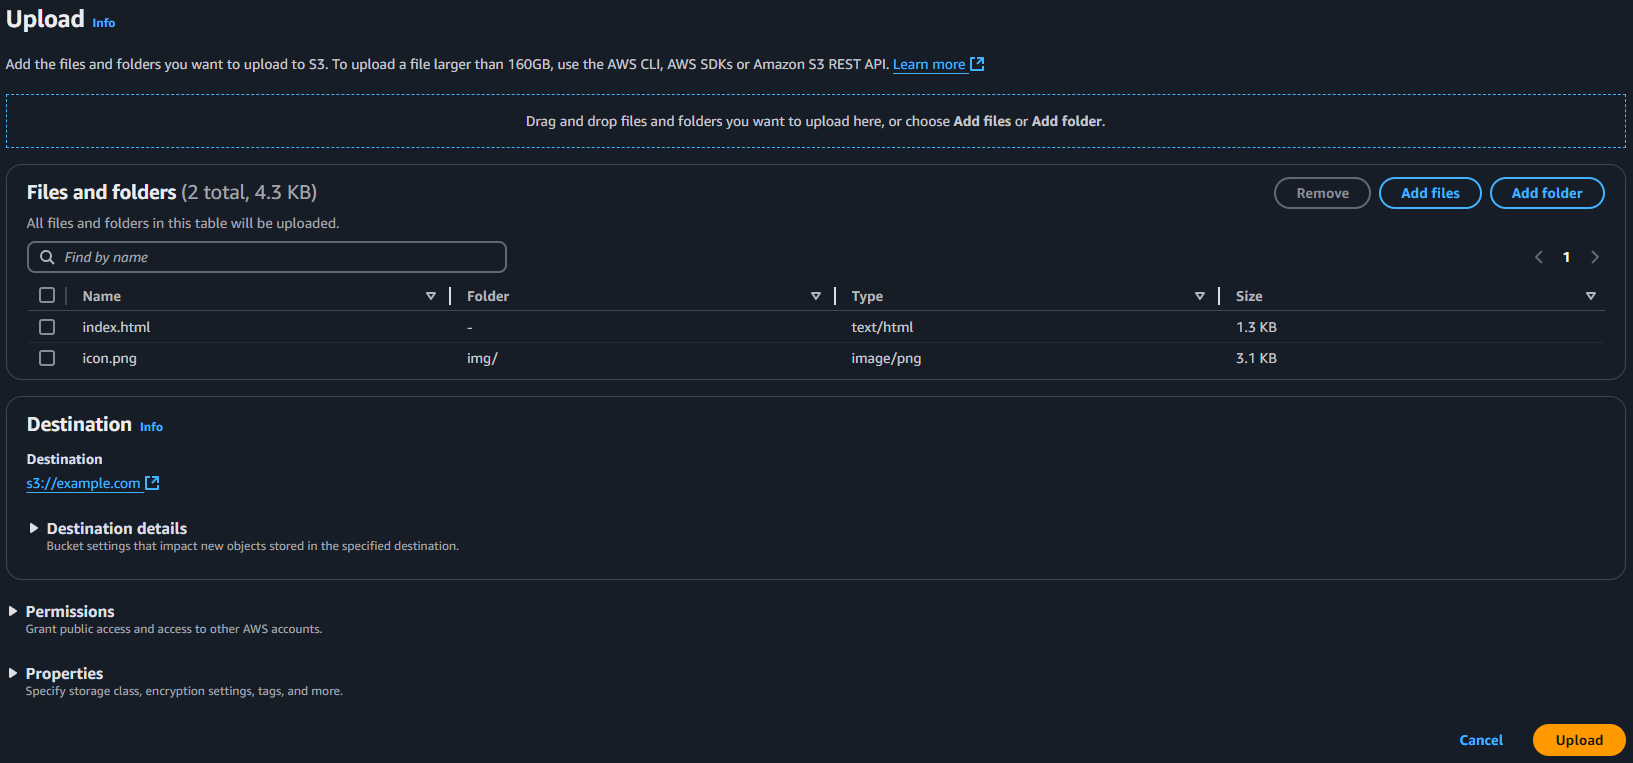 Upload Info
Add the files and folders you want to upload to S3. To upload a file larger than 160GB, use the AWS CLI, AWS SDKs or Amazon S3 REST API. Learn more
Drag and drop files and folders you want to upload here, or choose Add files or Add folder.
Files and folders (2 total, 4.3 KB)
Remove Add files Add folder
All files and folders in this table will be uploaded.
Find by name
1
Name Folder Type Size
index.html - text/html 1.3 KB
icon.png img/ image/png 3.1 KB
Destination Info
Destination
s3://example.com
Destination details
Bucket settings that impact new objects stored in the specified destination.
Permissions
Grant public access and access to other AWS accounts.
Properties
Specify storage class, encryption settings, tags, and more.
Cancel Upload